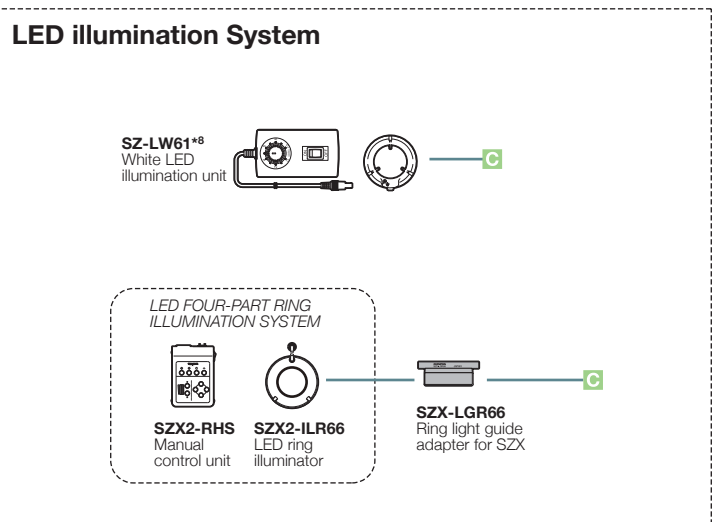 LED illumination System
SZ-LW61*8
White LED
illumination unit
C
LED FOUR-PART RING
ILLUMINATION SYSTEM
SZX2-RHS
Manual
control unit
SZX2-ILR66
LED ring
illuminator
SZX-LGR66
Ring light guide
adapter for SZX
C